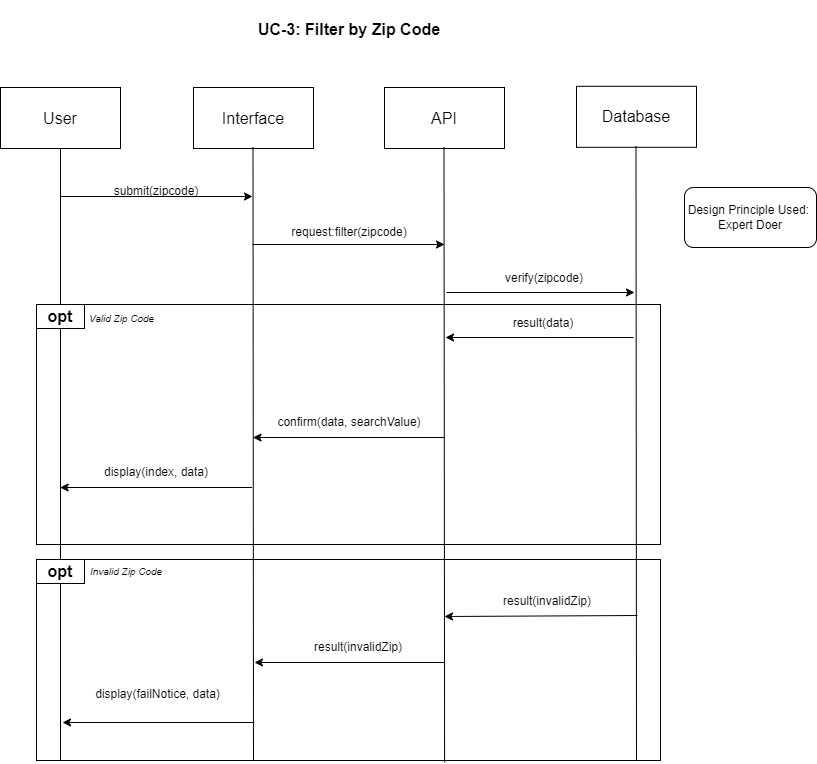 UC-3: Filter by Zip Code
User
Interface
API
Database
submit(zipcode)
Design Principle Used:
Expert Doer
request:filter(zipcode)
verify(zipcode)
opt
Valid Zip Code
result(data)
confirm(data, searchValue)
display(index, data)
opt
Invalid Zip Code
result(invalidZip)
result(invalidZip)
display(failNotice, data)